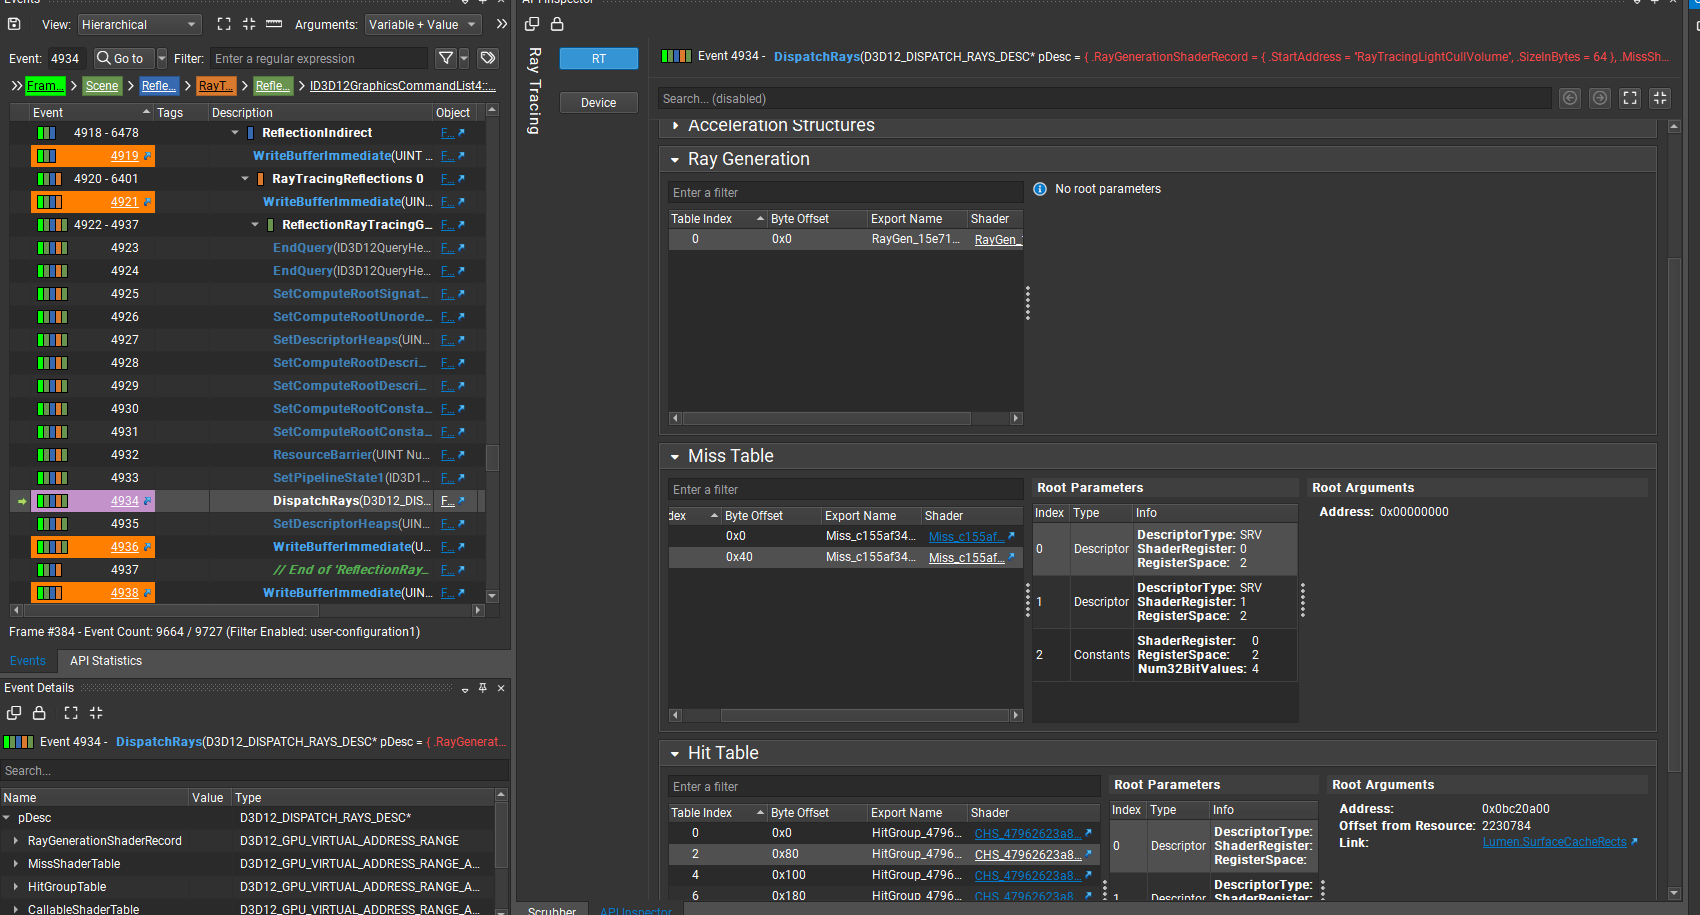 Events
View: Hierarchical Arguments: Variable + Value
Event: 4934 Go to Filter: Enter a regular expression
Fram... > Scene > Refle... > RayT... > Refle... > ID3D12GraphicsCommandList4::...
Event Tags Description Object
4918 - 6478 ReflectionIndirect F...
4919 WriteBufferImmediate(UINT ... F...
4920 - 6401 RayTracingReflections 0 F...
4921 WriteBufferImmediate(UIN... F...
4922 - 4937 ReflectionRayTracingG... F...
4923 EndQuery(ID3D12QueryHe... F...
4924 EndQuery(ID3D12QueryHe... F...
4925 SetComputeRootSignat... F...
4926 SetComputeRootUnorde... F...
4927 SetDescriptorHeaps(UIN... F...
4928 SetComputeRootDescri... F...
4929 SetComputeRootDescri... F...
4930 SetComputeRootConsta... F...
4931 SetComputeRootConsta... F...
4932 ResourceBarrier(UINT Nu... F...
4933 SetPipelineState1(ID3D1... F...
4934 DispatchRays(D3D12_DIS... F...
4935 SetDescriptorHeaps(UIN... F...
4936 WriteBufferImmediate(U... F...
4937 // End of 'ReflectionRay... F...
4938 WriteBufferImmediate(UIN... F...
Frame #384 - Event Count: 9664 / 9727 (Filter Enabled: user-configuration1)
Events API Statistics
Event Details
Event 4934 - DispatchRays(D3D12_DISPATCH_RAYS_DESC* pDesc = { .RayGenerat...
Search...
Name Value Type
pDesc D3D12_DISPATCH_RAYS_DESC*
RayGenerationShaderRecord D3D12_GPU_VIRTUAL_ADDRESS_RANGE
MissShaderTable D3D12_GPU_VIRTUAL_ADDRESS_RANGE_A...
HitGroupTable D3D12_GPU_VIRTUAL_ADDRESS_RANGE_A...
CallableShaderTable D3D12_GPU_VIRTUAL_ADDRESS_RANGE_A...
API Inspector
Ray Tracing
RT
Device
Event 4934 - DispatchRays(D3D12_DISPATCH_RAYS_DESC* pDesc = { .RayGenerationShaderRecord = { .StartAddress = "RayTracingLightCullVolume", .SizeInBytes = 64 }, .MissSh...
Search... (disabled)
Acceleration Structures
Ray Generation
Enter a filter
No root parameters
Table Index Byte Offset Export Name Shader
0 0x0 RayGen_15e71... RayGen_
Miss Table
Enter a filter
dex Byte Offset Export Name Shader
0x0 Miss_c155af34... Miss_c155af...
0x40 Miss_c155af34... Miss_c155af...
Root Parameters
Index Type Info
0 Descriptor DescriptorType: SRV
ShaderRegister: 0
RegisterSpace: 2
1 Descriptor DescriptorType: SRV
ShaderRegister: 1
RegisterSpace: 2
2 Constants ShaderRegister: 0
RegisterSpace: 2
Num32BitValues: 4
Root Arguments
Address: 0x00000000
Hit Table
Enter a filter
Table Index Byte Offset Export Name Shader
0 0x0 HitGroup_4796... CHS_47962623a8...
2 0x80 HitGroup_4796... CHS_47962623a8...
4 0x100 HitGroup_4796... CHS_47962623a8...
6 0x180 HitGroup_4796... CHS_47962623a8...
Root Parameters
Index Type Info
0 Descriptor DescriptorType:
ShaderRegister:
RegisterSpace:
1 Descriptor DescriptorType:
ShaderRegister:
Root Arguments
Address: 0x0bc20a00
Offset from Resource: 2230784
Link: Lumen.SurfaceCacheRects
Scrubber API Inspector